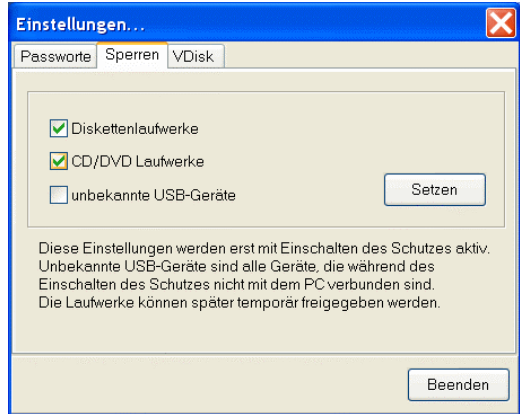 Einstellungen...
Passworte Sperren VDisk
Diskettenlaufwerke
CD/DVD Laufwerke
unbekannte USB-Geräte
Setzen
Diese Einstellungen werden erst mit Einschalten des Schutzes aktiv.
Unbekannte USB-Geräte sind alle Geräte, die während des
Einschalten des Schutzes nicht mit dem PC verbunden sind.
Die Laufwerke können später temporär freigegeben werden.
Beenden